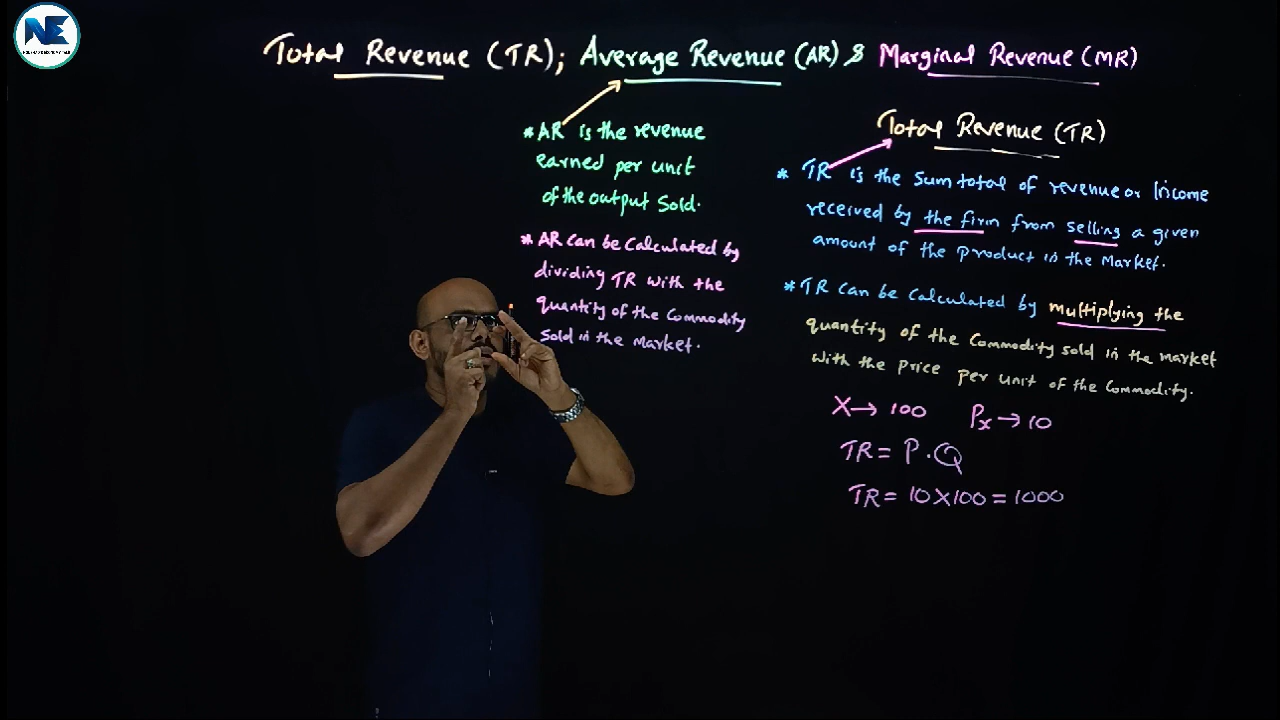 NE
Total Revenue (TR); Average Revenue (AR) & Marginal Revenue (MR)
* AR is the revenue
earned per unit
of the output sold.
* AR can be calculated by
dividing TR with the
quantity of the commodity
sold in the market.
Total Revenue (TR)
* TR is the sum total of revenue or Income
received by the firm from selling a given
amount of the product in the market.
* TR can be calculated by multiplying the
quantity of the commodity sold in the market
with the price per unit of the commodity.
X → 100 Px → 10
TR = P . Q
TR = 10 X 100 = 1000